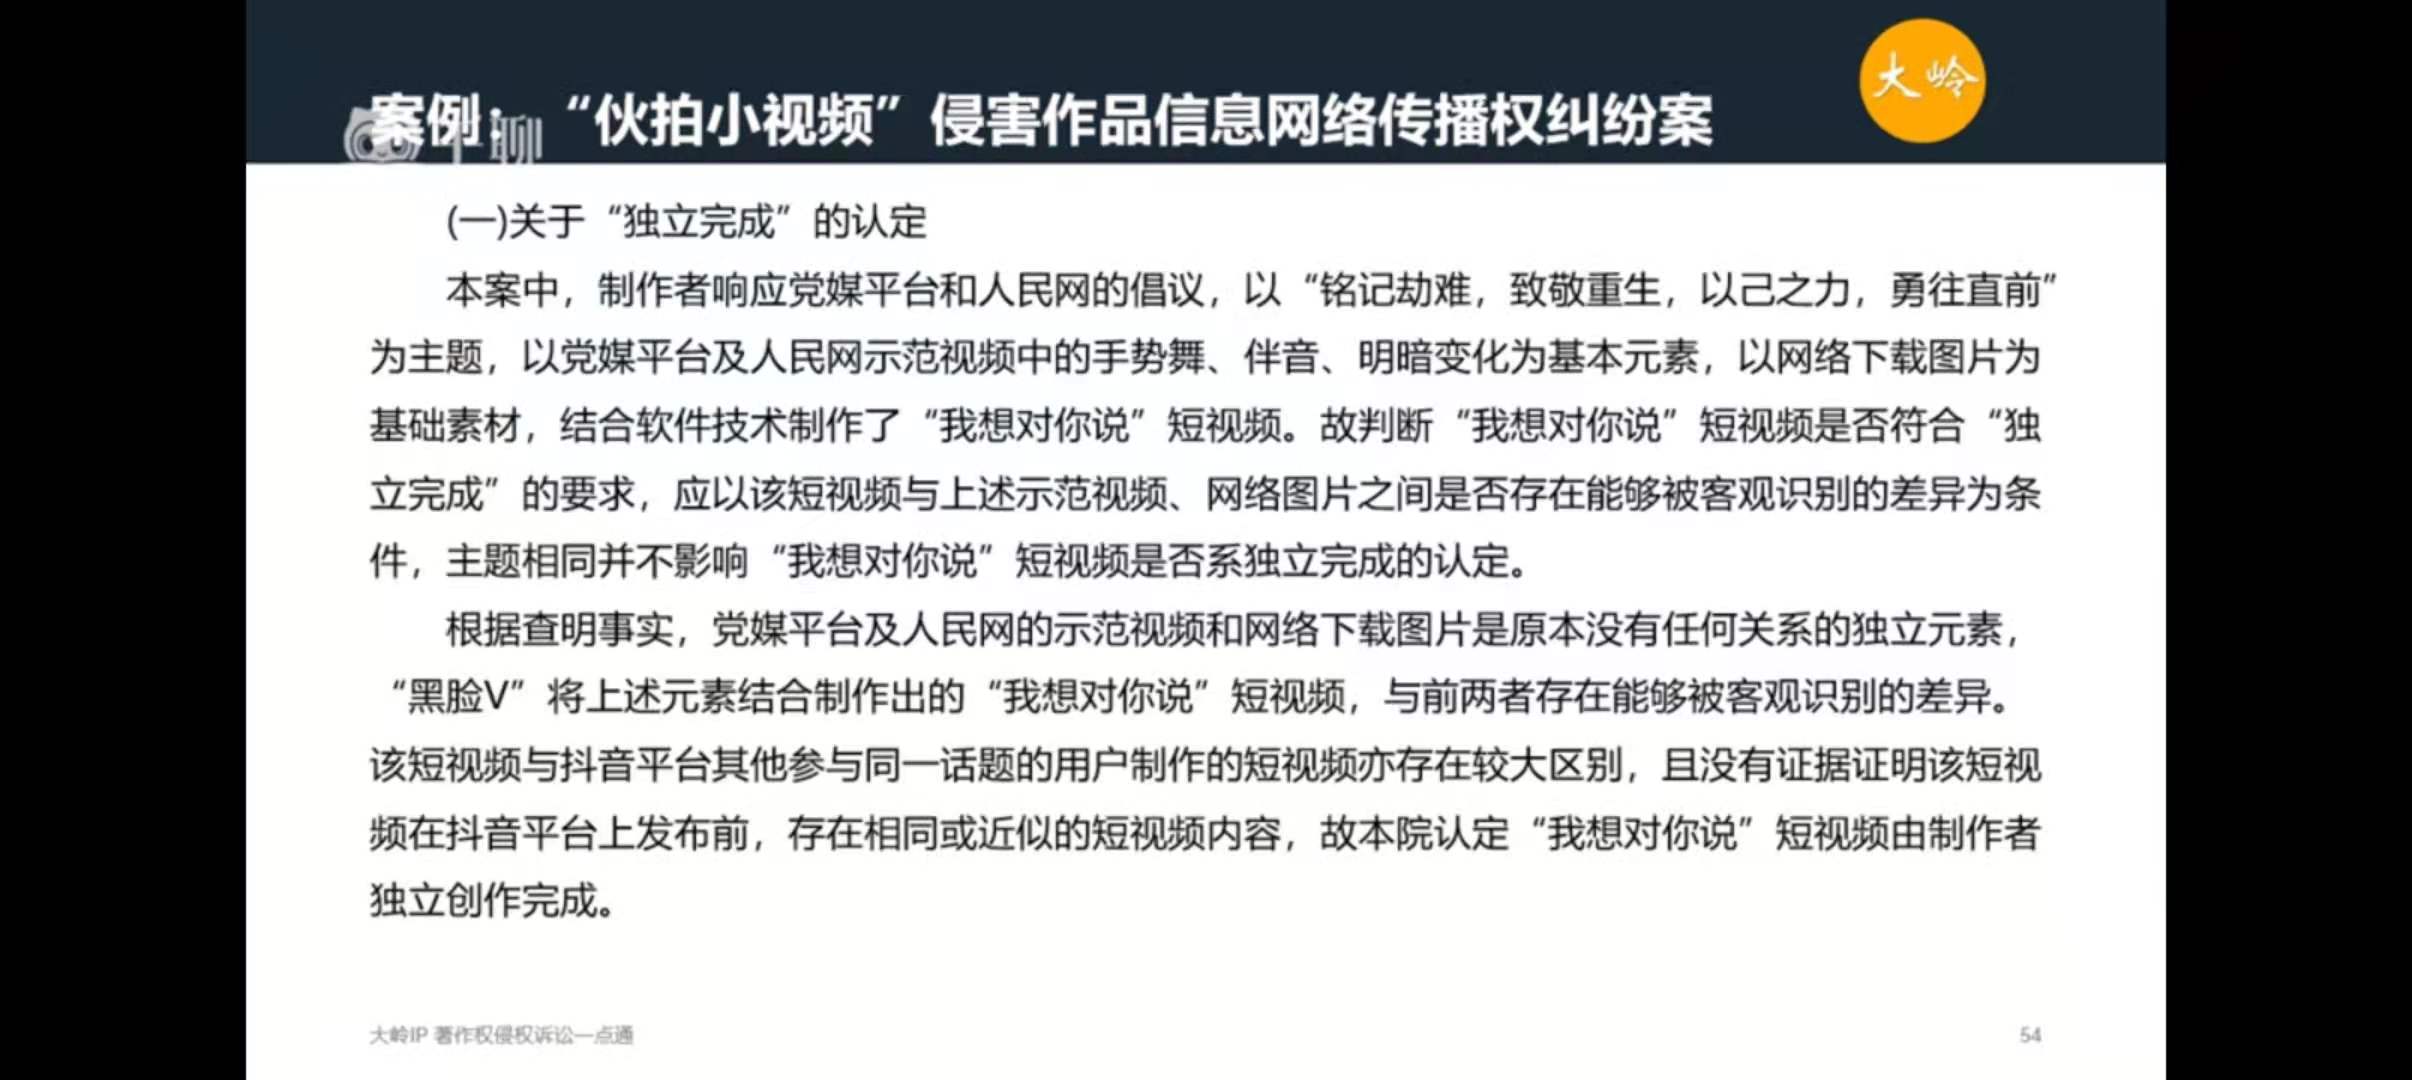 案例：“伙拍小视频”侵害作品信息网络传播权纠纷案
大岭
千聊
(一)关于“独立完成”的认定
本案中，制作者响应党媒平台和人民网的倡议，以“铭记劫难，致敬重生，以己之力，勇往直前”
为主题，以党媒平台及人民网示范视频中的手势舞、伴音、明暗变化为基本元素，以网络下载图片为
基础素材，结合软件技术制作了“我想对你说”短视频。故判断“我想对你说”短视频是否符合“独
立完成”的要求，应以该短视频与上述示范视频、网络图片之间是否存在能够被客观识别的差异为条
件，主题相同并不影响“我想对你说”短视频是否系独立完成的认定。
根据查明事实，党媒平台及人民网的示范视频和网络下载图片是原本没有任何关系的独立元素，
“黑脸V”将上述元素结合制作出的“我想对你说”短视频，与前两者存在能够被客观识别的差异。
该短视频与抖音平台其他参与同一话题的用户制作的短视频亦存在较大区别，且没有证据证明该短视
频在抖音平台上发布前，存在相同或近似的短视频内容，故本院认定“我想对你说”短视频由制作者
独立创作完成。
大岭IP 著作权侵权诉讼一点通
54